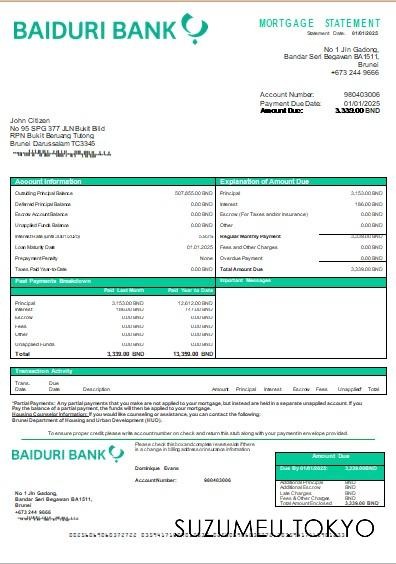 BAIDURI BANK
MORTGAGE STATEMENT
Statement Date: 01/01/2025
No 1 Jin Gadong,
Bandar Seri Begawan BA1511,
Brunei
+673 244 9666
Account Number: 980403006
Payment Due Date: 01/01/2025
Amount Due: 3,339.00 BND
John Citizen
No 95 SPG 377 JLN Bukit Bild
RPN Bukit Beruang Tutong
Brunei Darussalam TC3345
Account Information
Outstanding Principal Balance 507,855.00 BND
Deferred Principal Balance 0.00 BND
Escrow Account Balance 0.00 BND
Unapplied Funds Balance 0.00 BND
Loan Maturity Date 01.01.2025
Prepayment Penalty None
Taxes Paid Year-to-Date 0.00 BND
Explanation of Amount Due
Principal 3,153.00 BND
Interest 186.00 BND
Escrow (For Taxes and/or Insurance) 0.00 BND
Other 0.00 BND
Regular Monthly Payment 3,339.00 BND
Fees and Other Charges 0.00 BND
Overdue Payment 0.00 BND
Total Amount Due 3,339.00 BND
Past Payments Breakdown
Paid Last Month Paid Year to Date
Principal 3,153.00 BND 12,612.00 BND
Interest 186.00 BND
Escrow 0.00 BND 0.00 BND
Fees 0.00 BND 0.00 BND
Other 0.00 BND 0.00 BND
Unapplied Funds 0.00 BND 0.00 BND
Total 3,339.00 BND 13,359.00 BND
Important Messages
Transaction Activity
Trans. Date Due Date Description Amount Principal Interest Escrow Fees Unapplied Total
*Partial Payments: Any partial payments that you make are not applied to your mortgage, but instead are held in a separate unapplied account. If you
Pay the balance of a partial payment, the funds will then be applied to your mortgage.
Housing Counselor Information: If you would like counseling or assistance, you can contact the following:
Brunei Department of Housing and Urban Development (HUD).
To ensure proper credit please write account number on check and return this stub along with your payment in envelope provided.
BAIDURI BANK
Please check this box and complete reverse side if there
is a change in billing address or insurance information
Dominique Evans
Account Number: 980403006
No 1 Jin Gadong,
Bandar Seri Begawan BA1511,
Brunei
+673 244 9666
Amount Due
Due By 01/01/2025: 3,339.00 BND
Additional Principal BND
Additional Escrow BND
Late Charges BND
Fees & Other Charges BND
Total Amount Enclosed 3,339.00 BND
SUZUMEU.TOKYO